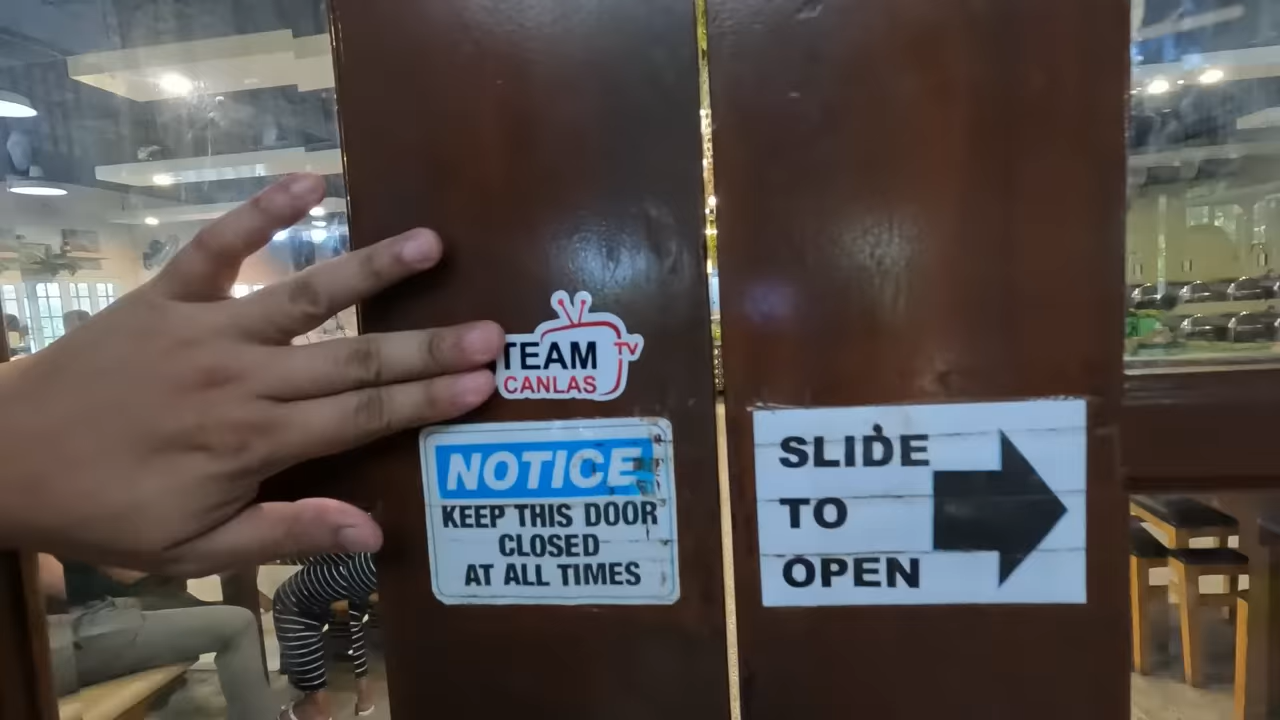 TEAM TV
CANLAS
NOTICE
KEEP THIS DOOR
CLOSED
AT ALL TIMES
SLIDE
TO
OPEN